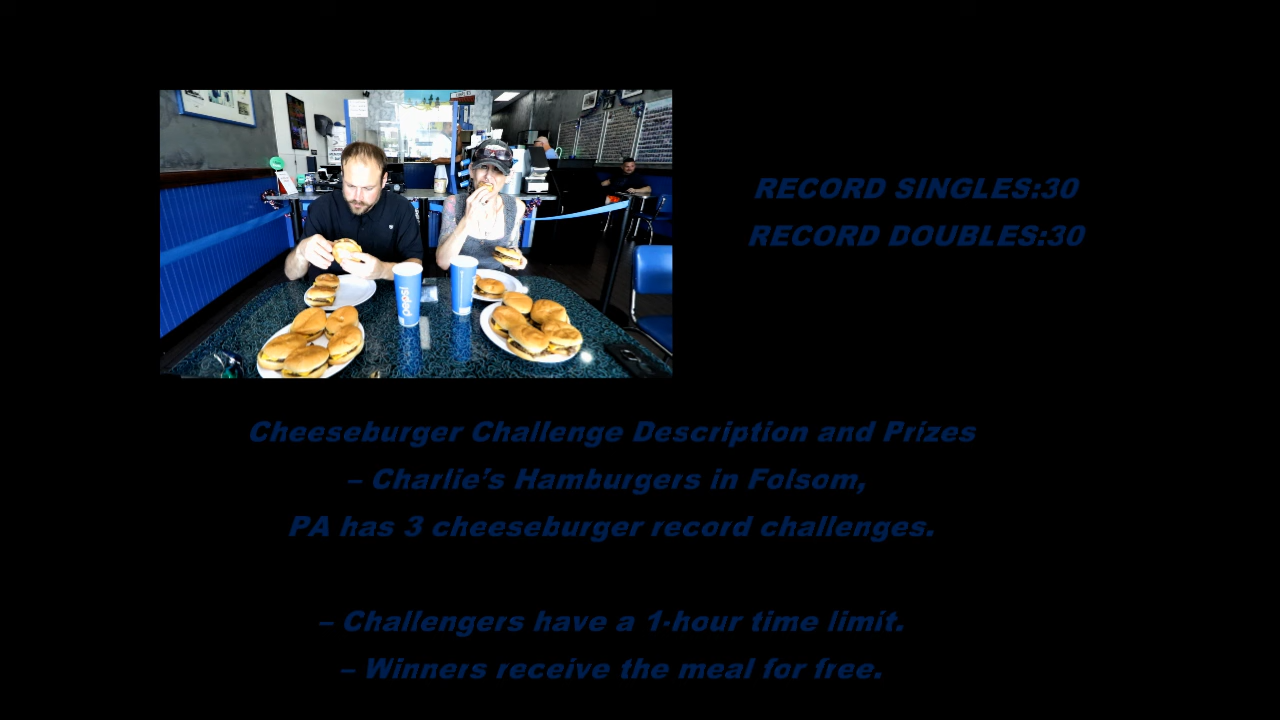 RECORD SINGLES:30
RECORD DOUBLES:30
pepsi
Cheeseburger Challenge Description and Prizes
– Charlie’s Hamburgers in Folsom,
PA has 3 cheeseburger record challenges.
– Challengers have a 1-hour time limit.
– Winners receive the meal for free.